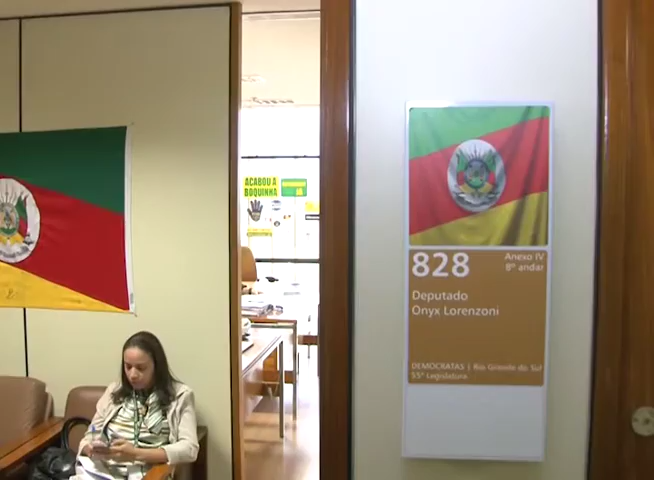 ACABOU A
BOQUINHA
828
Anexo IV
8º andar
Deputado
Onyx Lorenzoni
DEMOCRATAS | Rio Grande do Sul
55ª Legislatura